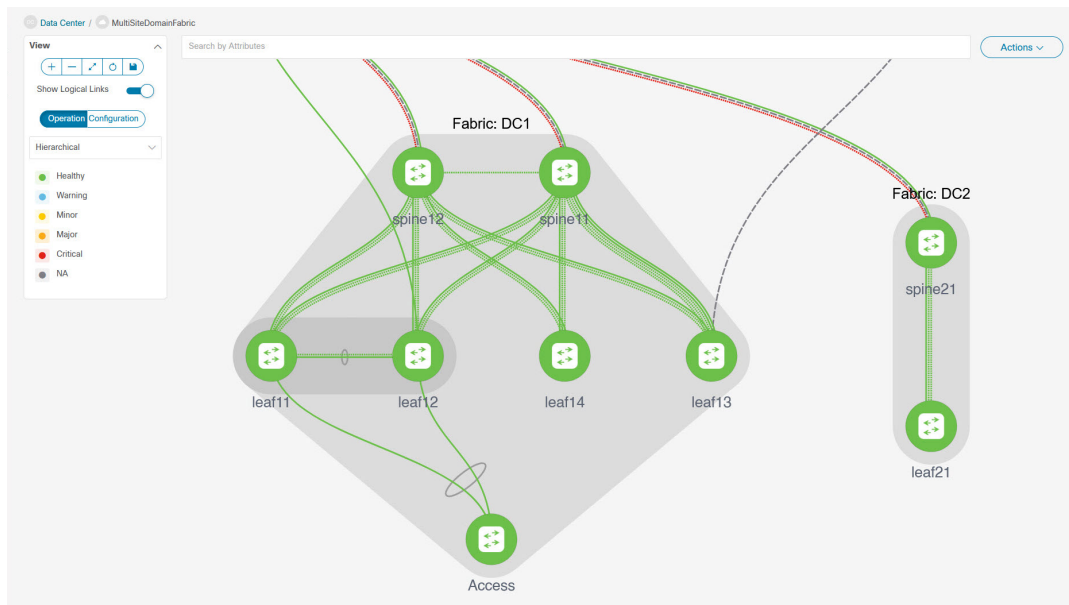 Data Center / MultiSiteDomainFabric
View
Search by Attributes
Actions
Show Logical Links
Operation Configuration
Hierarchical
Healthy
Warning
Minor
Major
Critical
NA
Fabric: DC1
spine12
spine11
Fabric: DC2
spine21
leaf11
leaf12
leaf14
leaf13
leaf21
Access